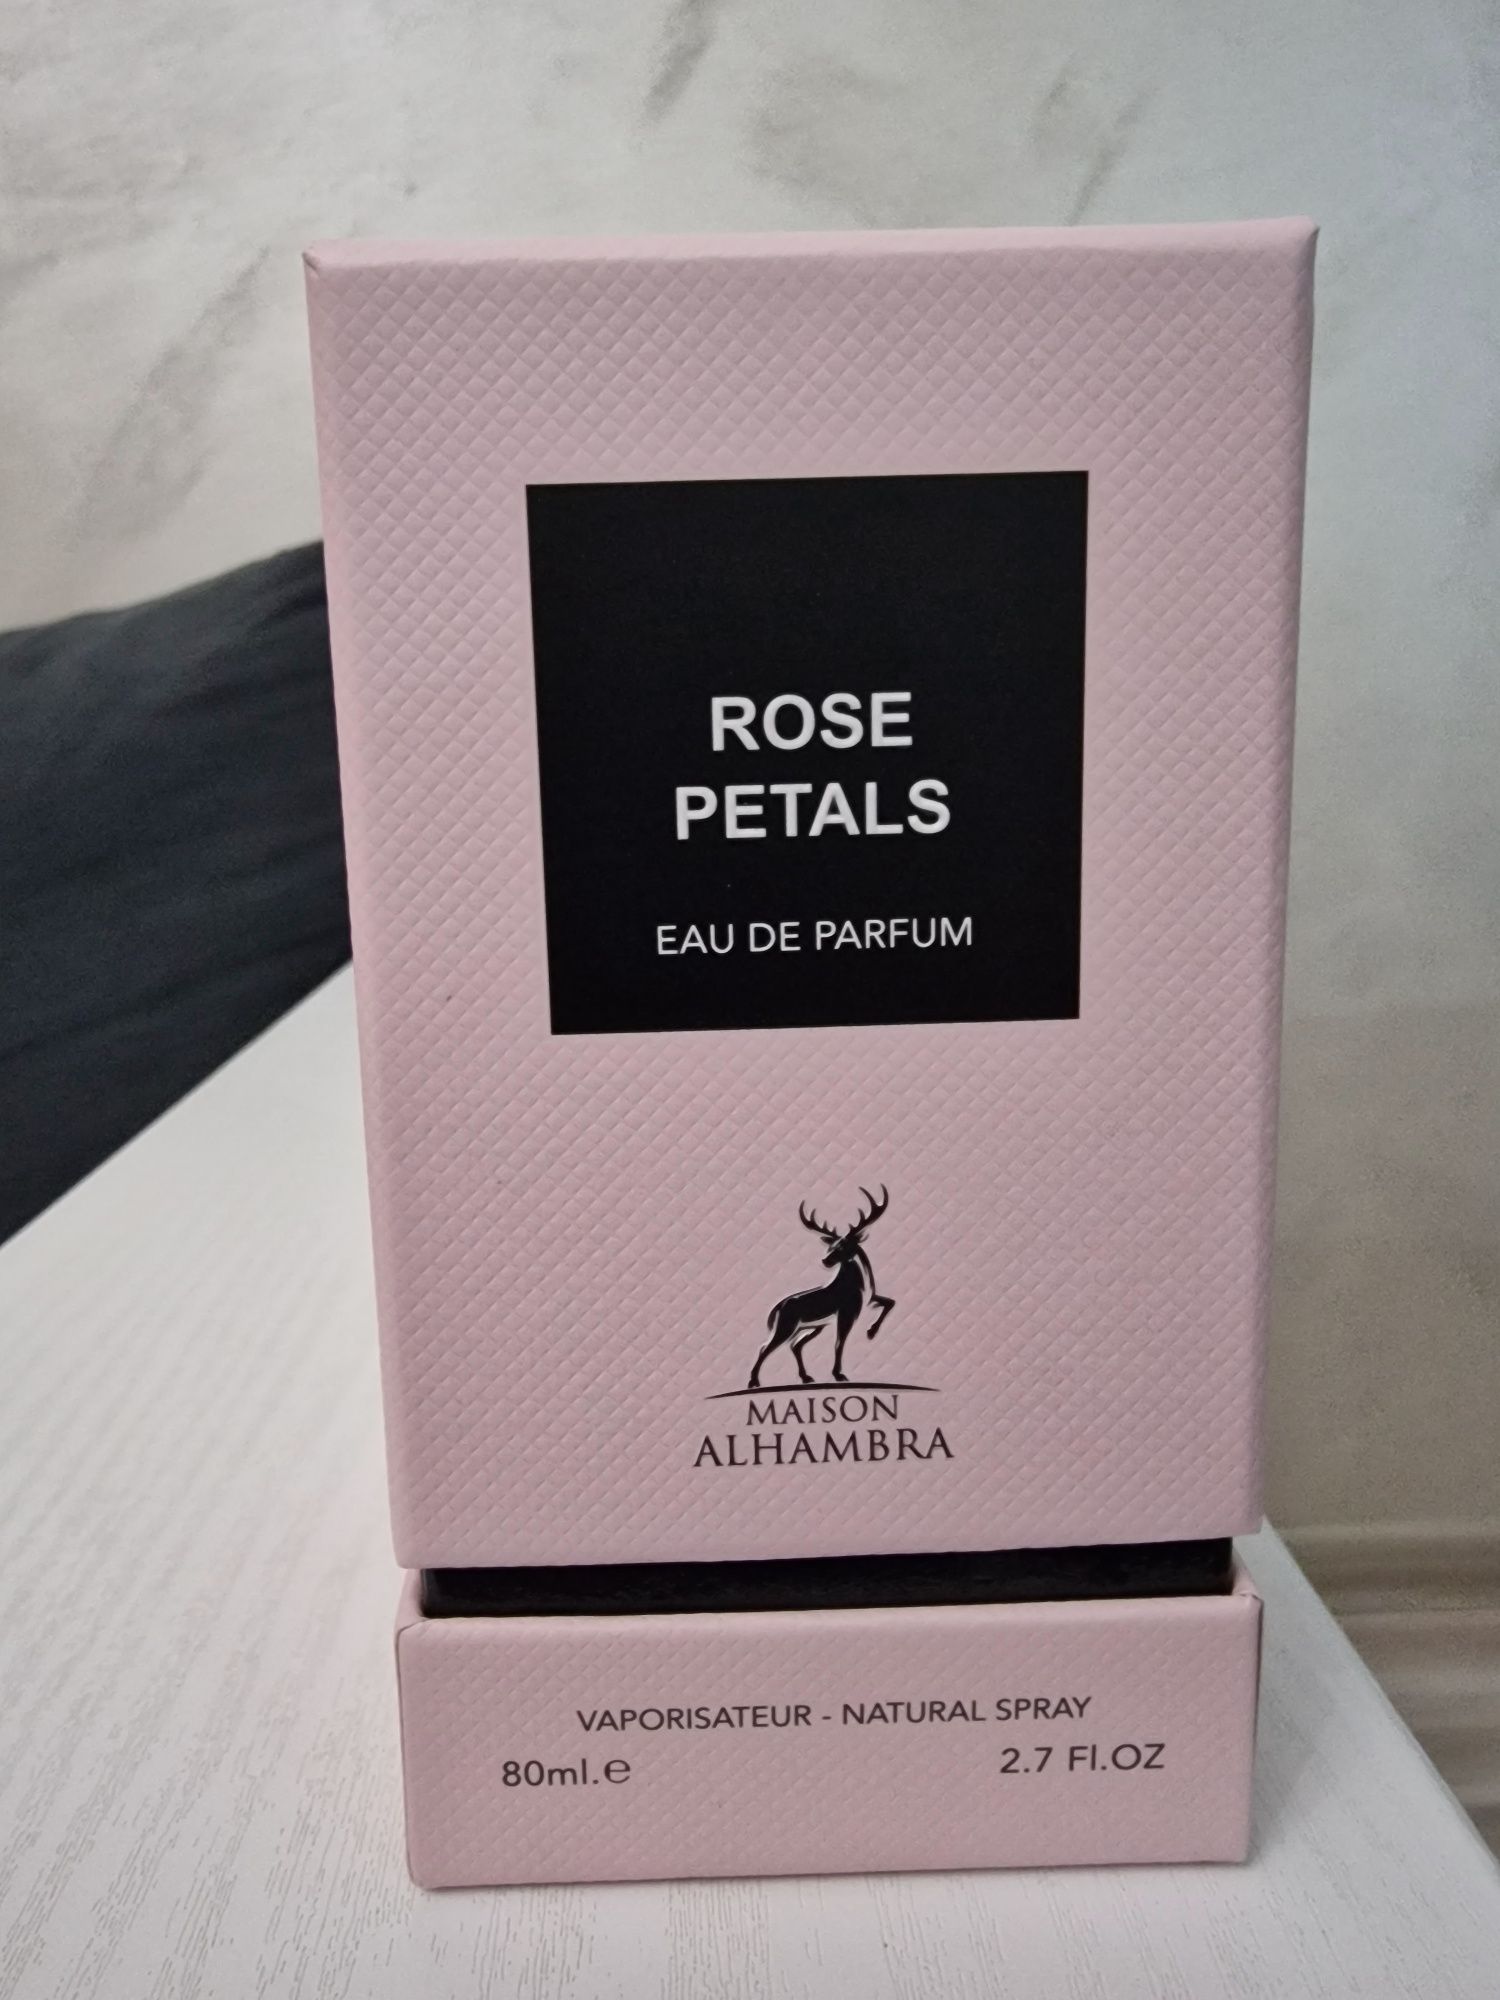 ROSE
PETALS
EAU DE PARFUM
MAISON
ALHAMBRA
VAPORISATEUR - NATURAL SPRAY
80ml.℮
2.7 Fl.OZ